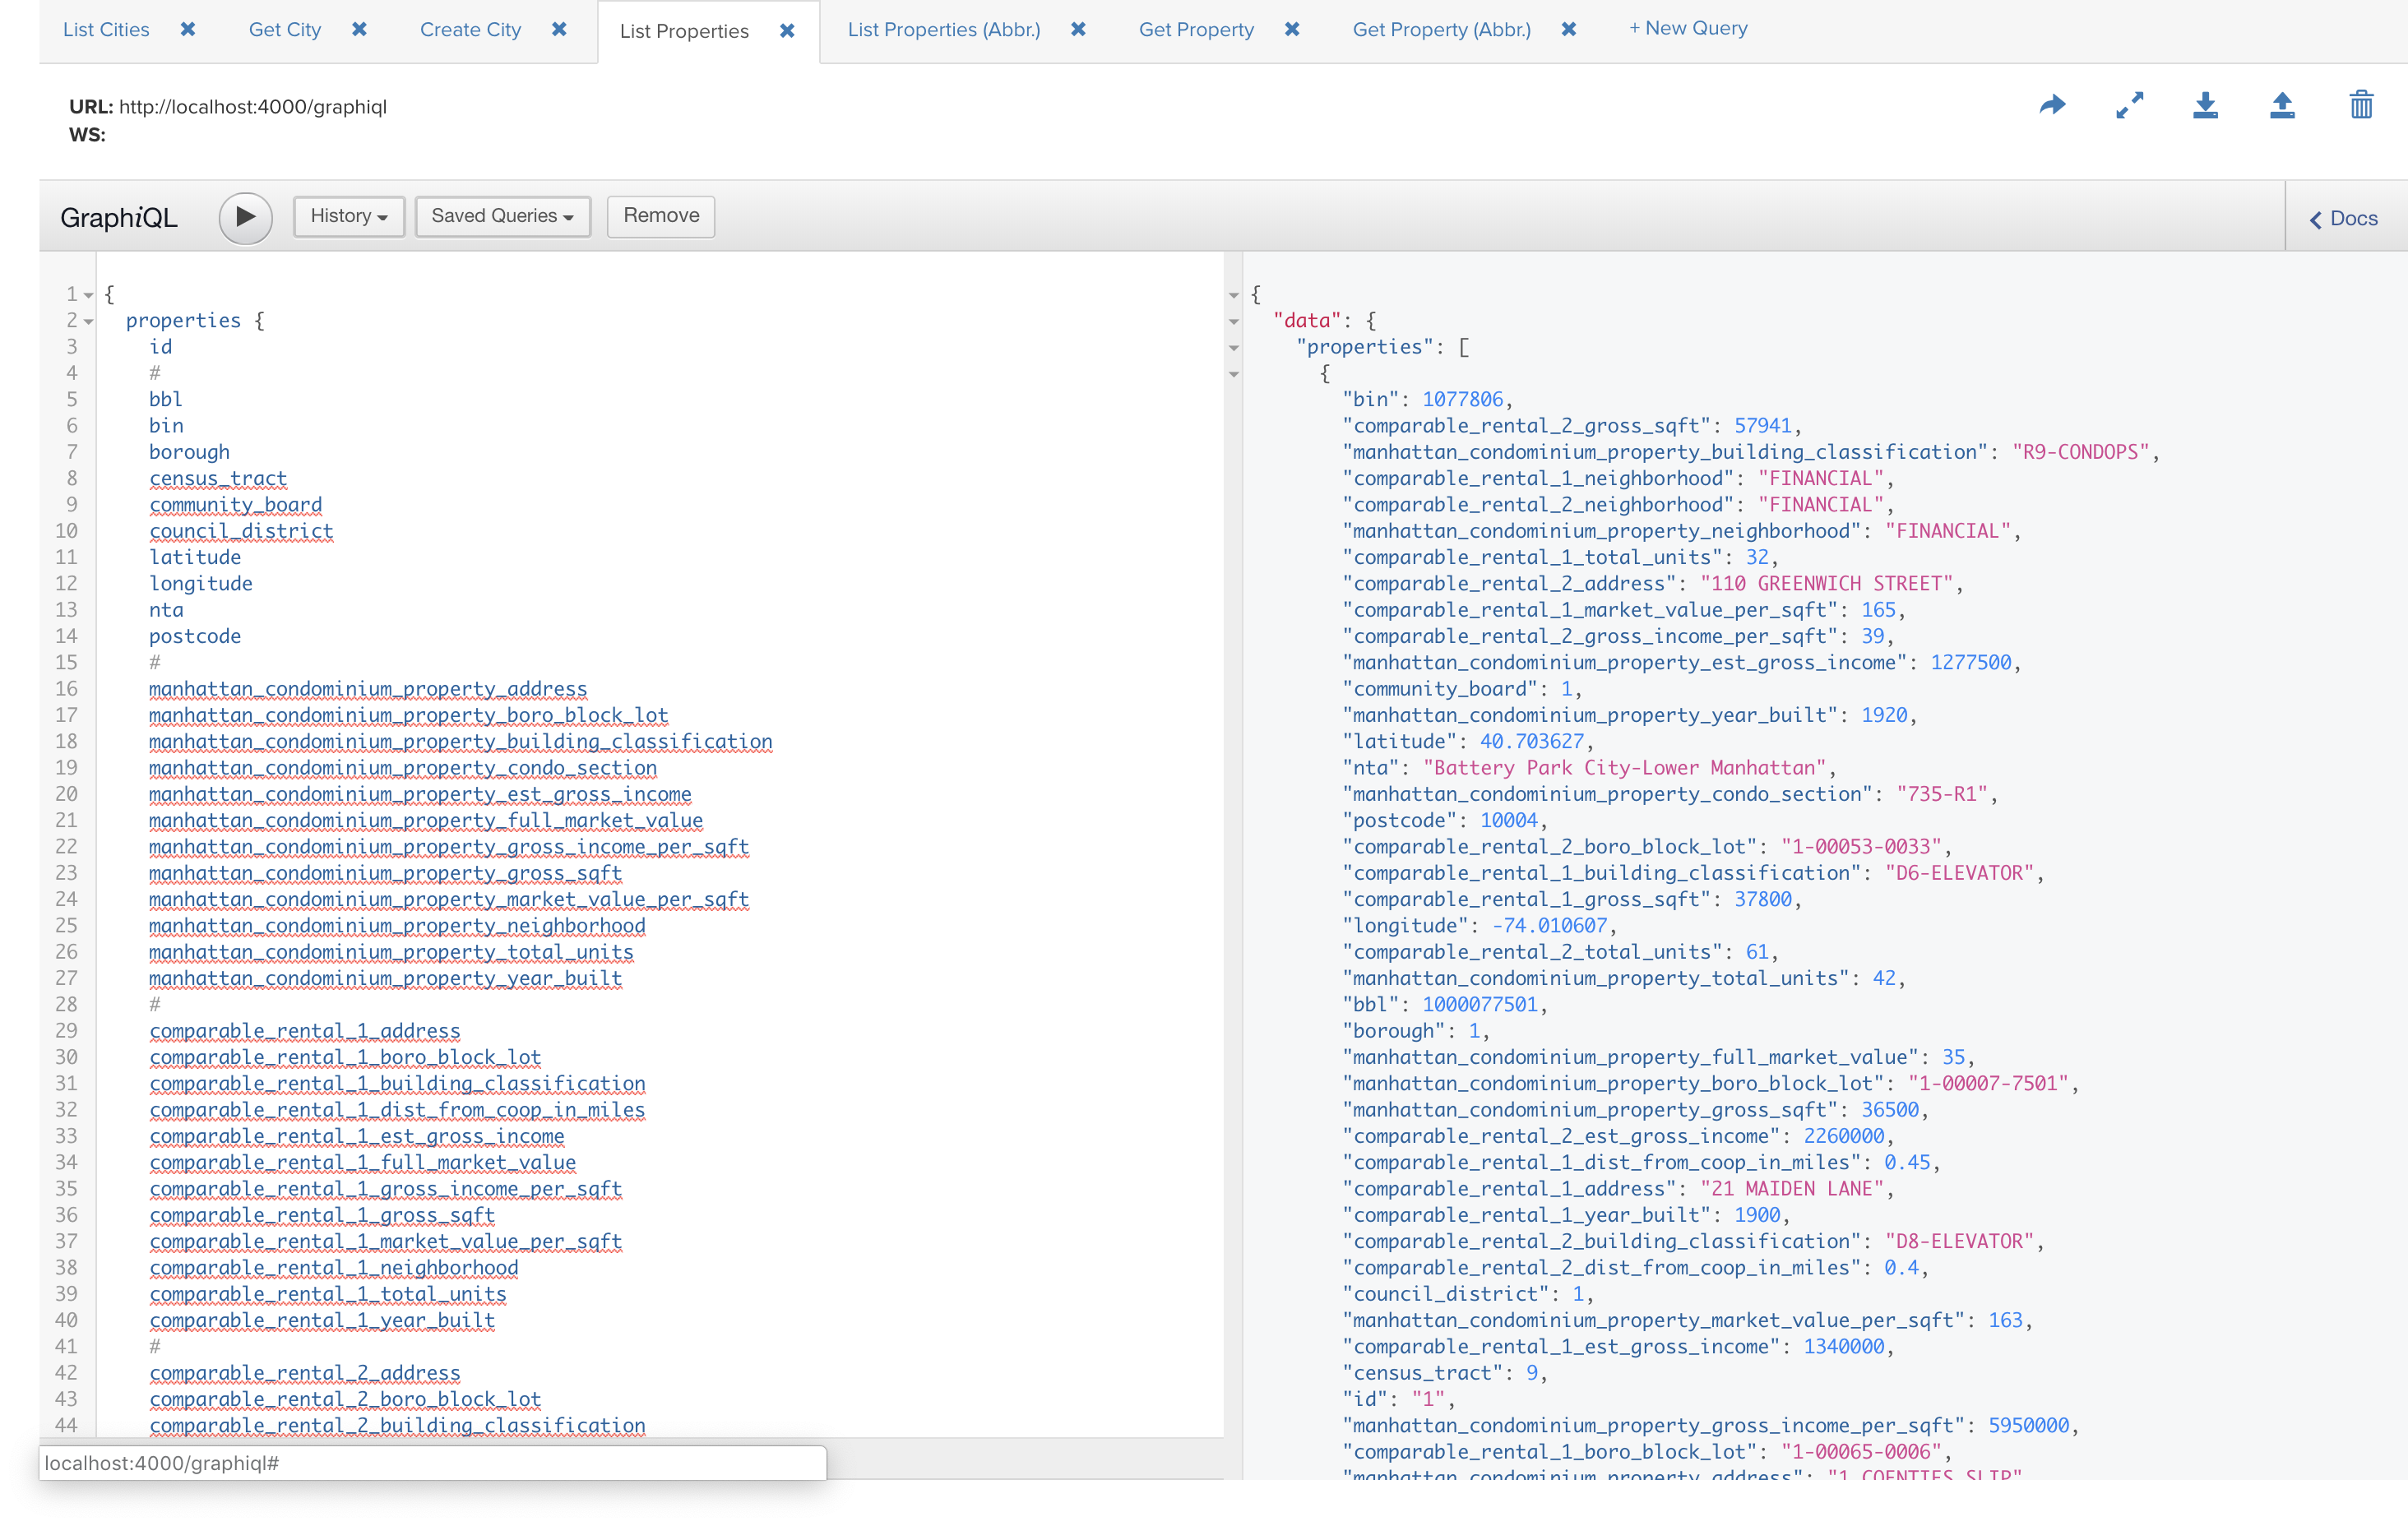 List Cities ✖ Get City ✖ Create City ✖ List Properties ✖ List Properties (Abbr.) ✖ Get Property ✖ Get Property (Abbr.) ✖ + New Query
URL: http://localhost:4000/graphiql
WS:
GraphiQL History Saved Queries Remove Docs
1 {
2 properties {
3 id
4 #
5 bbl
6 bin
7 borough
8 census_tract
9 community_board
10 council_district
11 latitude
12 longitude
13 nta
14 postcode
15 #
16 manhattan_condominium_property_address
17 manhattan_condominium_property_boro_block_lot
18 manhattan_condominium_property_building_classification
19 manhattan_condominium_property_condo_section
20 manhattan_condominium_property_est_gross_income
21 manhattan_condominium_property_full_market_value
22 manhattan_condominium_property_gross_income_per_sqft
23 manhattan_condominium_property_gross_sqft
24 manhattan_condominium_property_market_value_per_sqft
25 manhattan_condominium_property_neighborhood
26 manhattan_condominium_property_total_units
27 manhattan_condominium_property_year_built
28 #
29 comparable_rental_1_address
30 comparable_rental_1_boro_block_lot
31 comparable_rental_1_building_classification
32 comparable_rental_1_dist_from_coop_in_miles
33 comparable_rental_1_est_gross_income
34 comparable_rental_1_full_market_value
35 comparable_rental_1_gross_income_per_sqft
36 comparable_rental_1_gross_sqft
37 comparable_rental_1_market_value_per_sqft
38 comparable_rental_1_neighborhood
39 comparable_rental_1_total_units
40 comparable_rental_1_year_built
41 #
42 comparable_rental_2_address
43 comparable_rental_2_boro_block_lot
44 comparable_rental_2_building_classification
localhost:4000/graphiql#
{
"data": {
"properties": [
{
"bin": 1077806,
"comparable_rental_2_gross_sqft": 57941,
"manhattan_condominium_property_building_classification": "R9-CONDOPS",
"comparable_rental_1_neighborhood": "FINANCIAL",
"comparable_rental_2_neighborhood": "FINANCIAL",
"manhattan_condominium_property_neighborhood": "FINANCIAL",
"comparable_rental_1_total_units": 32,
"comparable_rental_2_address": "110 GREENWICH STREET",
"comparable_rental_1_market_value_per_sqft": 165,
"comparable_rental_2_gross_income_per_sqft": 39,
"manhattan_condominium_property_est_gross_income": 1277500,
"community_board": 1,
"manhattan_condominium_property_year_built": 1920,
"latitude": 40.703627,
"nta": "Battery Park City-Lower Manhattan",
"manhattan_condominium_property_condo_section": "735-R1",
"postcode": 10004,
"comparable_rental_2_boro_block_lot": "1-00053-0033",
"comparable_rental_1_building_classification": "D6-ELEVATOR",
"comparable_rental_1_gross_sqft": 37800,
"longitude": -74.010607,
"comparable_rental_2_total_units": 61,
"manhattan_condominium_property_total_units": 42,
"bbl": 1000077501,
"borough": 1,
"manhattan_condominium_property_full_market_value": 35,
"manhattan_condominium_property_boro_block_lot": "1-00007-7501",
"manhattan_condominium_property_gross_sqft": 36500,
"comparable_rental_2_est_gross_income": 2260000,
"comparable_rental_1_dist_from_coop_in_miles": 0.45,
"comparable_rental_1_address": "21 MAIDEN LANE",
"comparable_rental_1_year_built": 1900,
"comparable_rental_2_building_classification": "D8-ELEVATOR",
"comparable_rental_2_dist_from_coop_in_miles": 0.4,
"council_district": 1,
"manhattan_condominium_property_market_value_per_sqft": 163,
"comparable_rental_1_est_gross_income": 1340000,
"census_tract": 9,
"id": "1",
"manhattan_condominium_property_gross_income_per_sqft": 5950000,
"comparable_rental_1_boro_block_lot": "1-00065-0006",
"manhattan_condominium_property_address": "1 COENTIES SLIP"